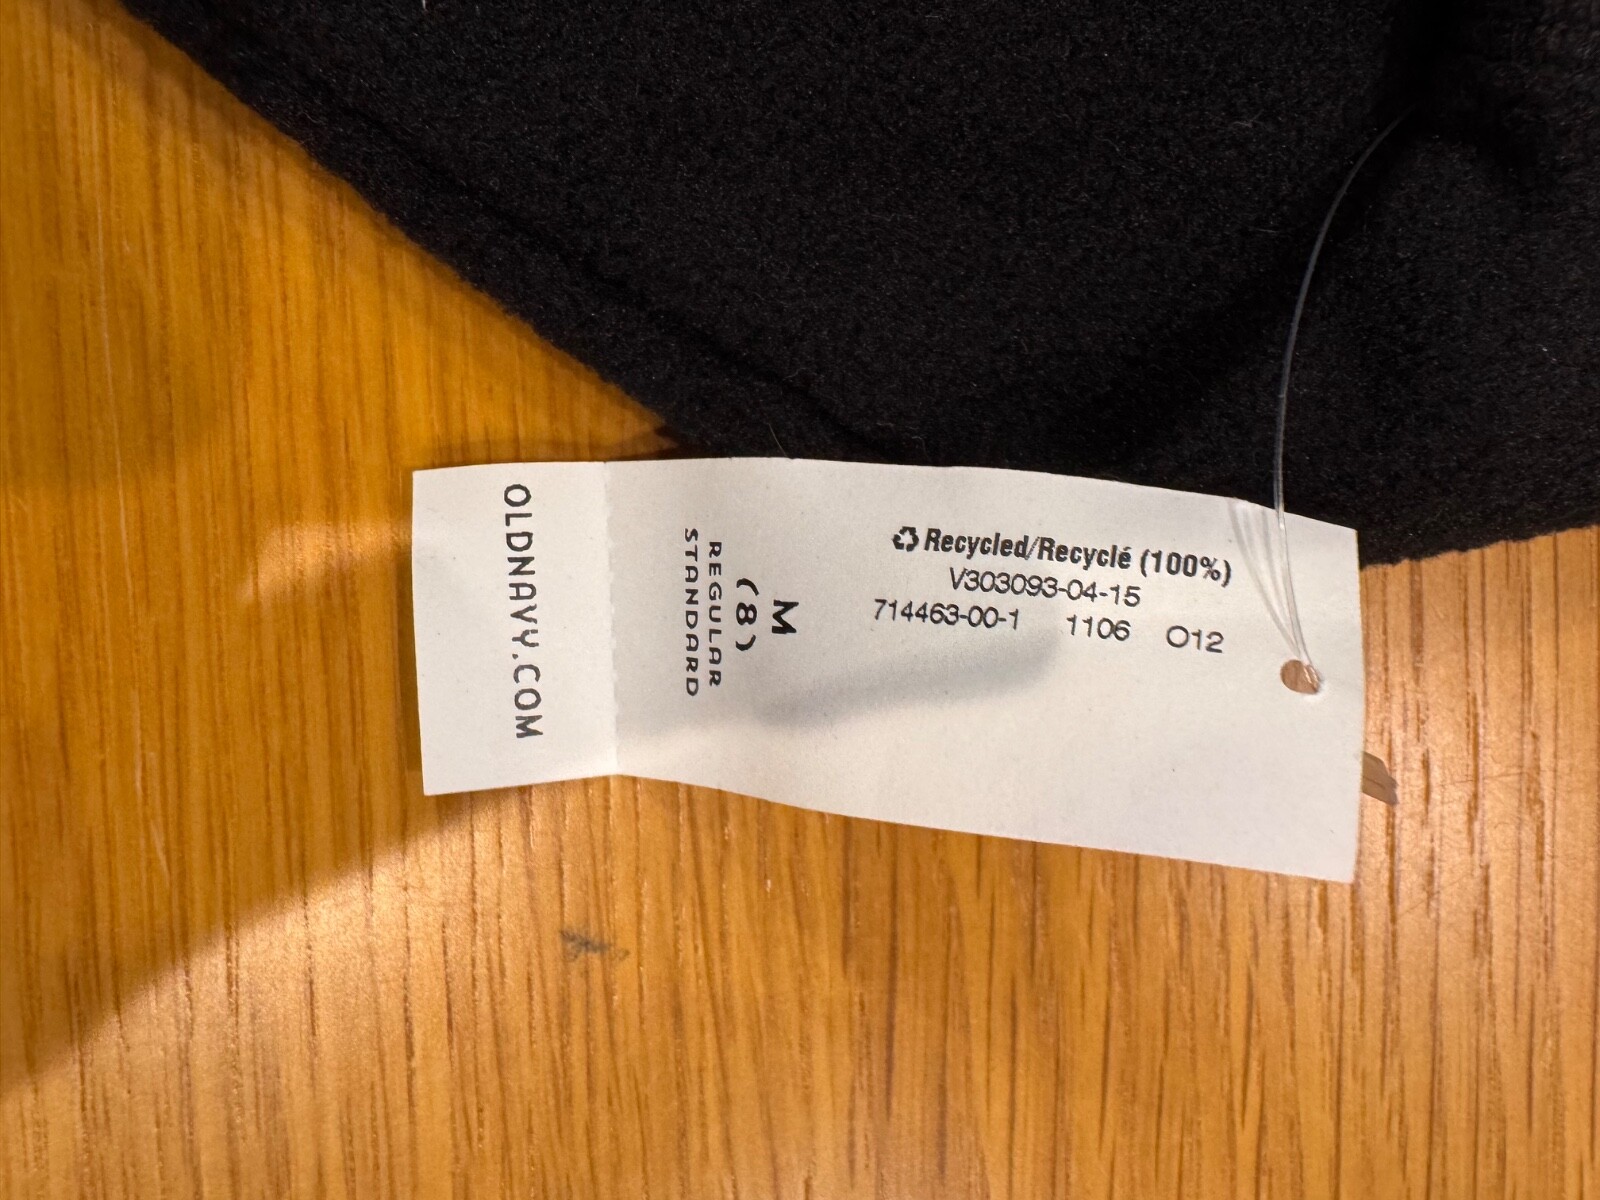 ♻ Recycled/Recyclé (100%)
V303093-04-15
714463-00-1 1106 O12
M
(8)
REGULAR
STANDARD
OLDNAVY.COM